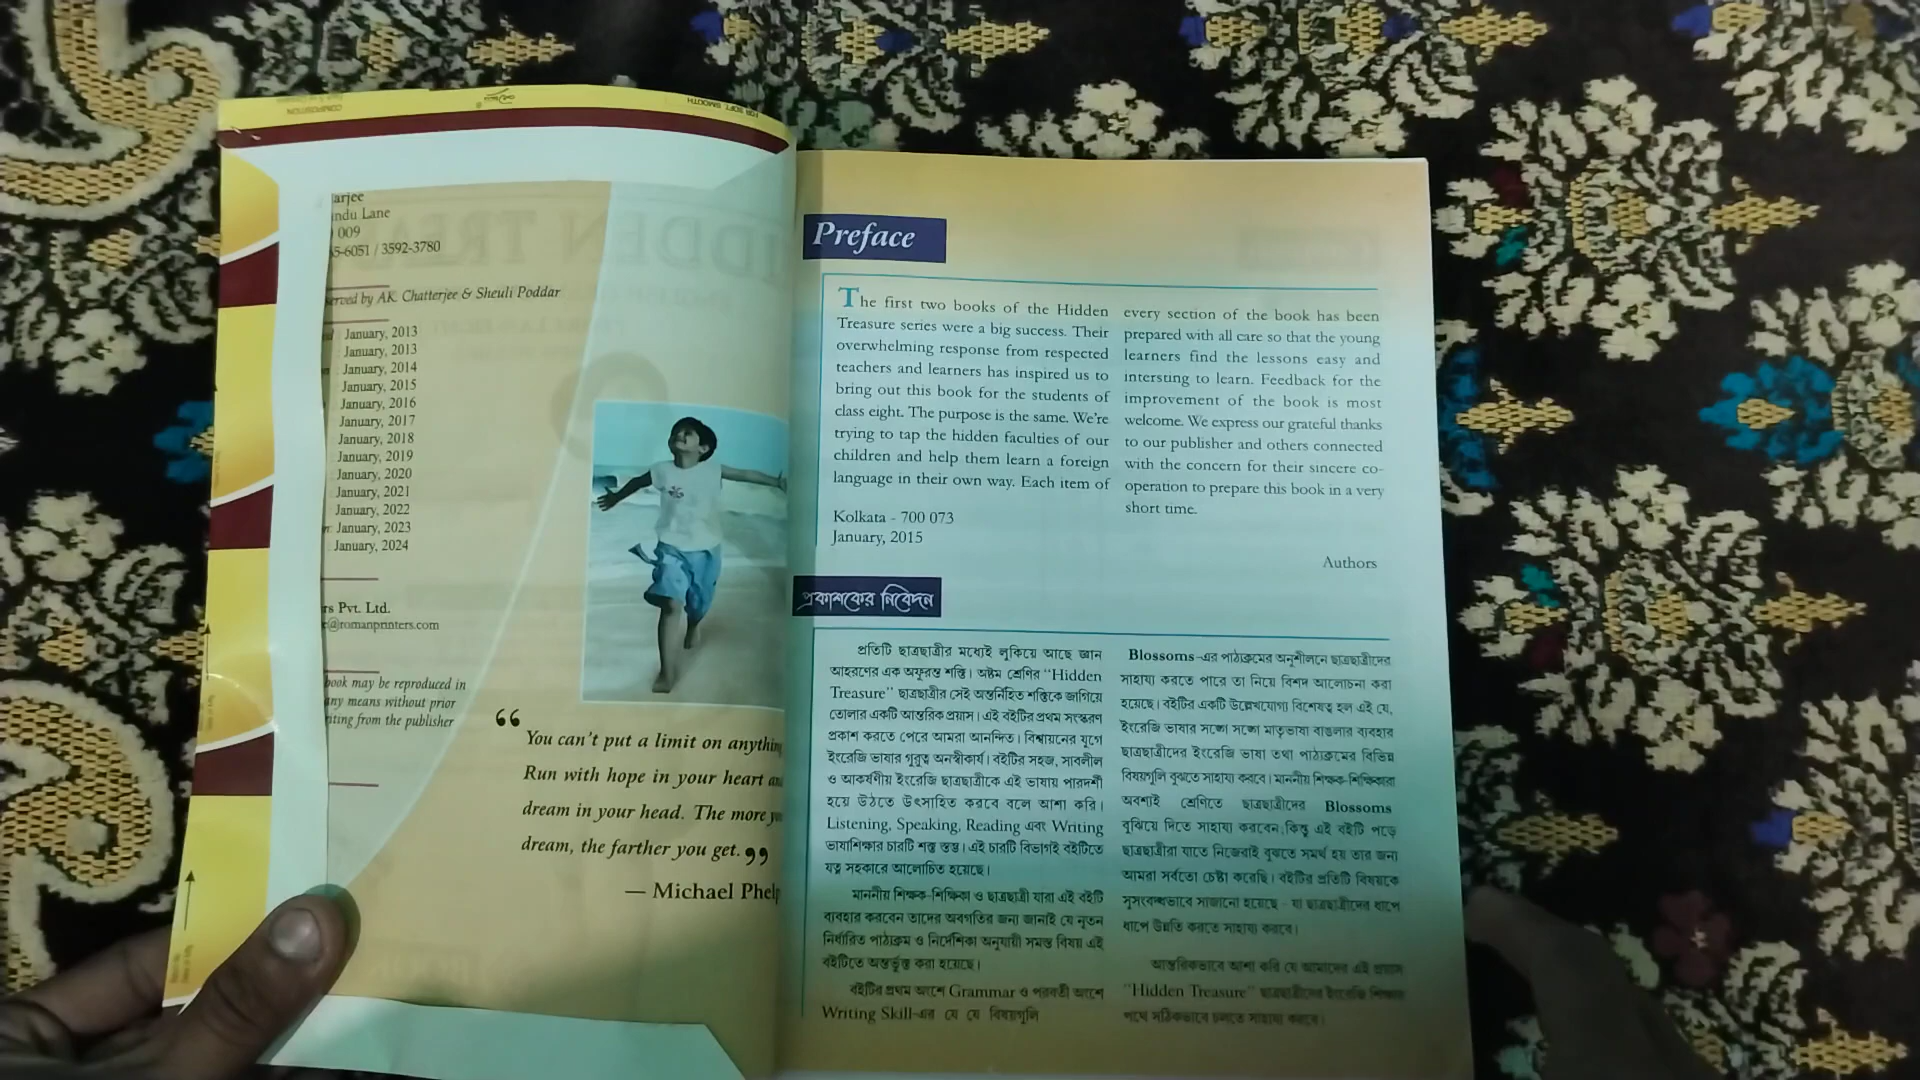 COMPOSITION
FOR SOFT, SMOOTH
arjee
ndu Lane
009
5-6051 / 3592-3780
served by AK. Chatterjee & Sheuli Poddar
January, 2013
January, 2013
January, 2014
January, 2015
January, 2016
January, 2017
January, 2018
January, 2019
January, 2020
January, 2021
January, 2022
January, 2023
January, 2024
rs Pvt. Ltd.
@romanprinters.com
book may be reproduced in
any means without prior
iting from the publisher
“You can't put a limit on anything
Run with hope in your heart an
dream in your head. The more yo
dream, the farther you get.”
— Michael Phelp
Preface
The first two books of the Hidden
Treasure series were a big success. Their
overwhelming response from respected
teachers and learners has inspired us to
bring out this book for the students of
class eight. The purpose is the same. We're
trying to tap the hidden faculties of our
children and help them learn a foreign
language in their own way. Each item of
every section of the book has been
prepared with all care so that the young
learners find the lessons easy and
intersting to learn. Feedback for the
improvement of the book is most
welcome. We express our grateful thanks
to our publisher and others connected
with the concern for their sincere co-
operation to prepare this book in a very
short time.
Kolkata - 700 073
January, 2015
Authors
প্রকাশকের নিবেদন
প্রতিটি ছাত্রছাত্রীর মধ্যেই লুকিয়ে আছে জ্ঞান
আহরণের এক অফুরন্ত শক্তি। অষ্টম শ্রেণির “Hidden
Treasure” ছাত্রছাত্রীর সেই অন্তর্নিহিত শক্তিকে জাগিয়ে
তোলার একটি আন্তরিক প্রয়াস। এই বইটির প্রথম সংস্করণ
প্রকাশ করতে পেরে আমরা আনন্দিত। বিশ্বায়নের যুগে
ইংরেজি ভাষার গুরুত্ব অনস্বীকার্য। বইটির সহজ, সাবলীল
ও আকর্ষণীয় ইংরেজি ছাত্রছাত্রীকে এই ভাষায় পারদর্শী
হয়ে উঠতে উৎসাহিত করবে বলে আশা করি।
Listening, Speaking, Reading এবং Writing
ভাষাশিক্ষার চারটি শক্ত স্তম্ভ। এই চারটি বিভাগই বইটিতে
যত্ন সহকারে আলোচিত হয়েছে।
মাননীয় শিক্ষক-শিক্ষিকা ও ছাত্রছাত্রী যারা এই বইটি
ব্যবহার করবেন তাদের অবগতির জন্য জানাই যে নূতন
নির্ধারিত পাঠ্যক্রম ও নির্দেশিকা অনুযায়ী সমস্ত বিষয় এই
বইটিতে অন্তর্ভুক্ত করা হয়েছে।
বইটির প্রথম অংশে Grammar ও পরবর্তী অংশে
Writing Skill-এর যে যে বিষয়গুলি
Blossoms-এর পাঠ্যক্রমের অনুশীলনে ছাত্রছাত্রীদের
সাহায্য করতে পারে তা নিয়ে বিশদ আলোচনা করা
হয়েছে। বইটির একটি উল্লেখযোগ্য বিশেষত্ব হল এই যে,
ইংরেজি ভাষার সঙ্গে সঙ্গে মাতৃভাষা বাঙলার ব্যবহার
ছাত্রছাত্রীদের ইংরেজি ভাষা তথা পাঠ্যক্রমের বিভিন্ন
বিষয়গুলি বুঝতে সাহায্য করবে। মাননীয় শিক্ষক-শিক্ষিকারা
অবশ্যই শ্রেণিতে ছাত্রছাত্রীদের Blossoms
বুঝিয়ে দিতে সাহায্য করবেন,কিন্তু এই বইটি পড়ে
ছাত্রছাত্রীরা যাতে নিজেরাই বুঝতে সমর্থ হয় তার জন্য
আমরা সর্বতো চেষ্টা করেছি। বইটির প্রতিটি বিষয়কে
সুসংবদ্ধভাবে সাজানো হয়েছে - যা ছাত্রছাত্রীদের ধাপে
ধাপে উন্নতি করতে সাহায্য করবে।
আন্তরিকভাবে আশা করি যে আমাদের এই প্রয়াস
“Hidden Treasure” ছাত্রছাত্রীদের ইংরেজি শিক্ষার
পথে সঠিকভাবে চলতে সাহায্য করবে।